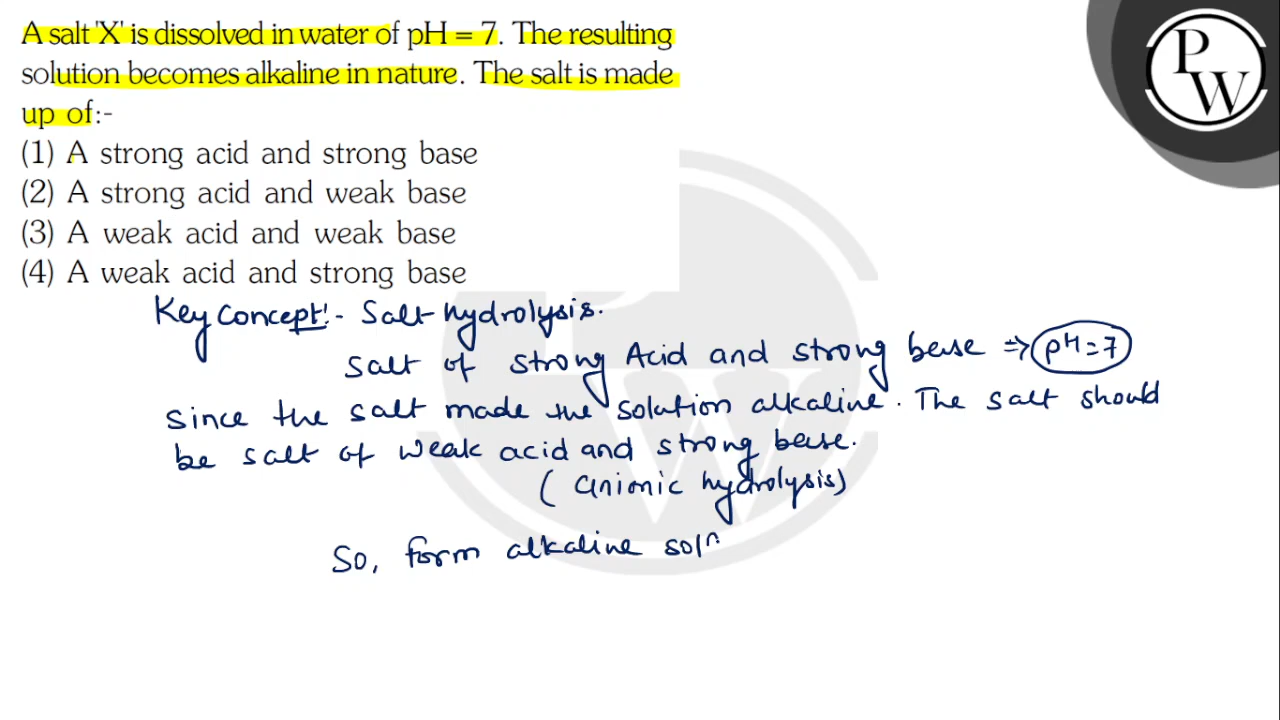 A salt 'X' is dissolved in water of pH = 7. The resulting
solution becomes alkaline in nature. The salt is made
up of:-
(1) A strong acid and strong base
(2) A strong acid and weak base
(3) A weak acid and weak base
(4) A weak acid and strong base
Key concept:- Salt hydrolysis.
Salt of strong Acid and strong base ⇒ pH=7
since the salt made the solution alkaline. The salt should
be salt of weak acid and strong base.
(anionic hydrolysis)
So, form alkaline solⁿ
PW